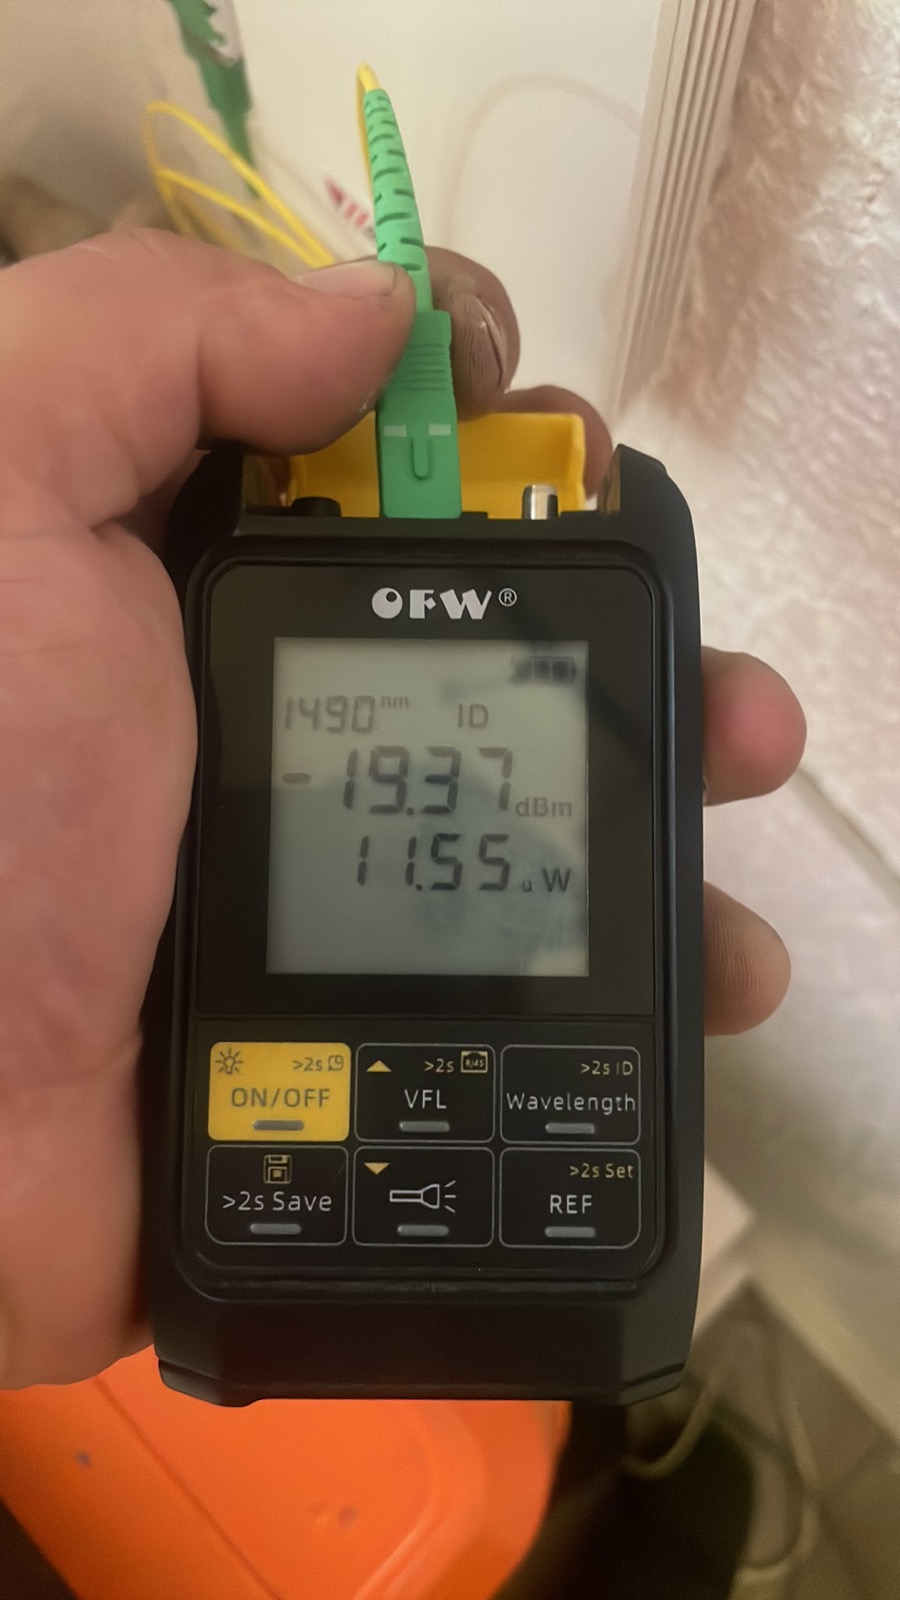 OFW®
1490nm ID
-19.37dBm
11.55uW
>2s
ON/OFF
>2s RJ45
VFL
>2s ID
Wavelength
>2s Save
>2s Set
REF